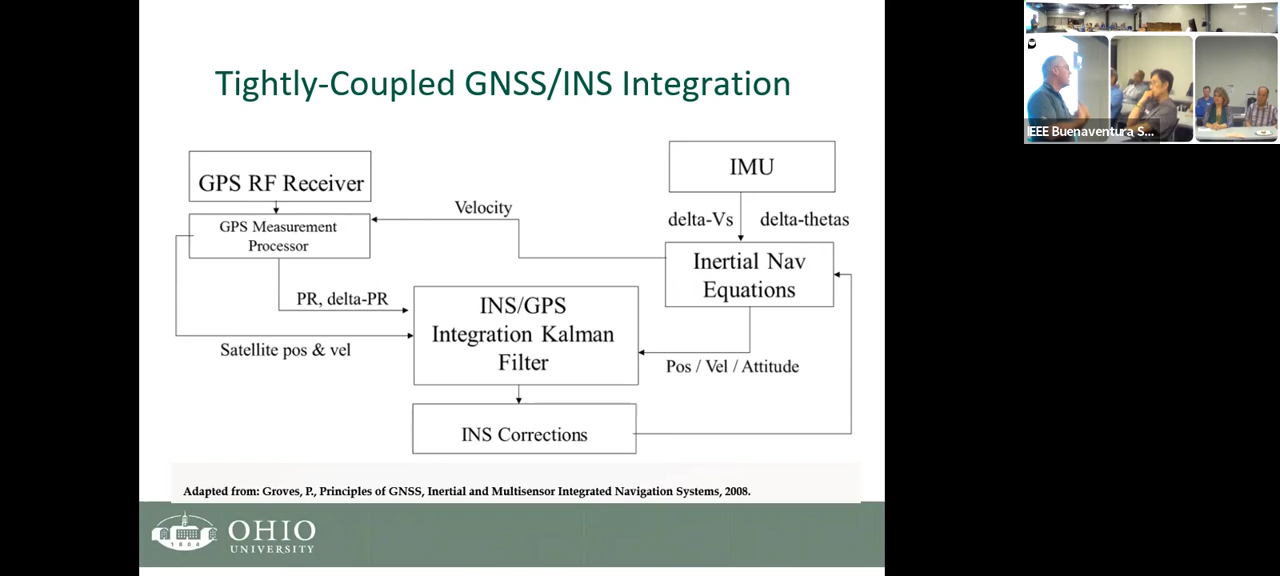 Tightly-Coupled GNSS/INS Integration
GPS RF Receiver
IMU
GPS Measurement
Processor
Velocity
delta-Vs
delta-thetas
Inertial Nav
Equations
PR, delta-PR
INS/GPS
Integration Kalman
Filter
Satellite pos & vel
Pos / Vel / Attitude
INS Corrections
Adapted from: Groves, P., Principles of GNSS, Inertial and Multisensor Integrated Navigation Systems, 2008.
1804
OHIO
UNIVERSITY
IEEE Buenaventura S...